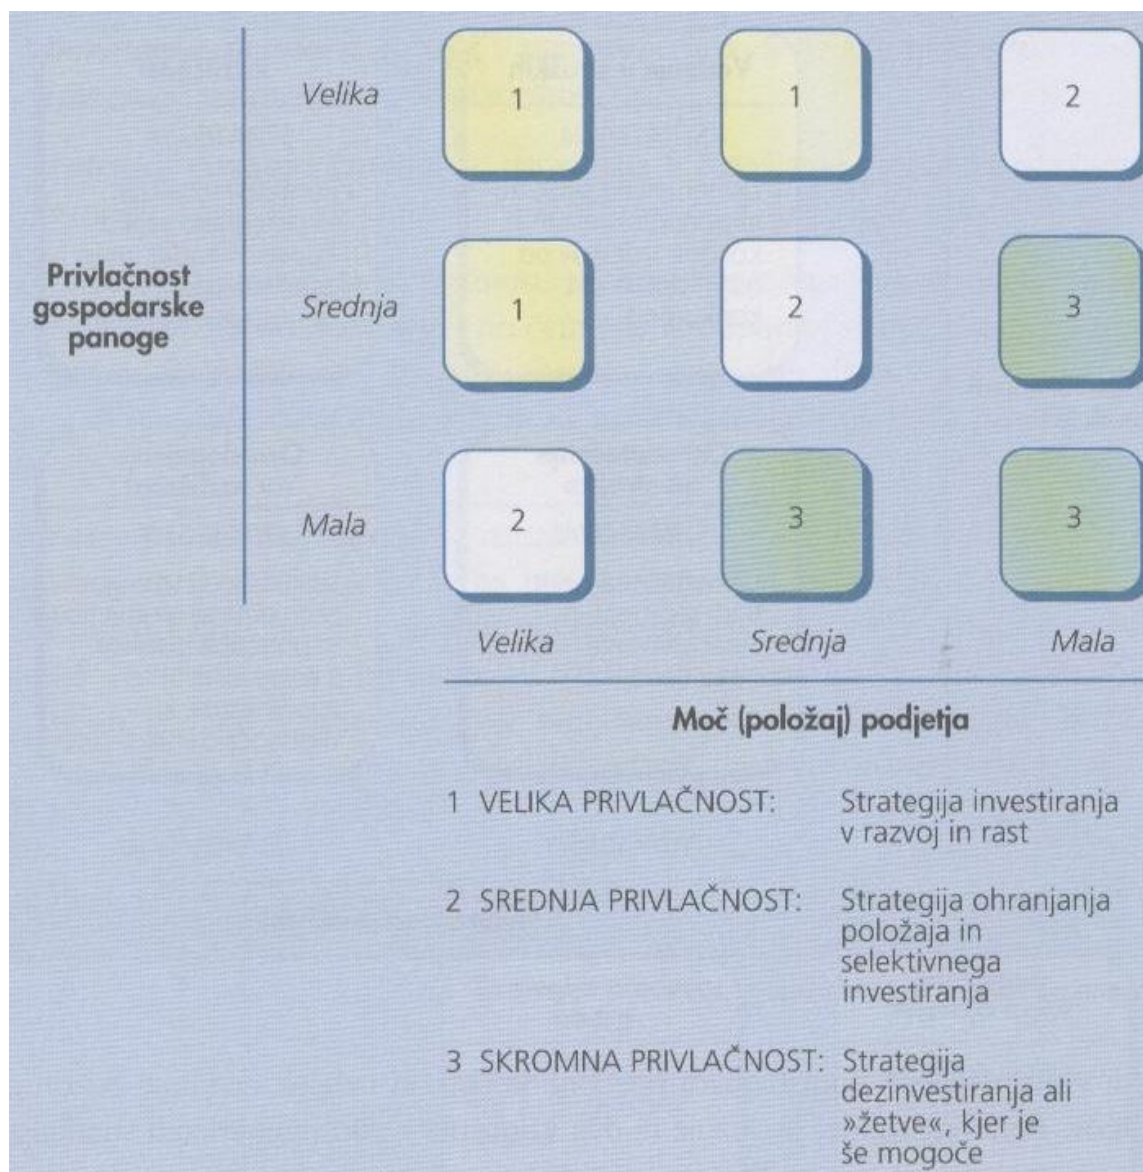 Velika 1 1 2
Privlačnost
gospodarske
panoge
Srednja 1 2 3
Mala 2 3 3
Velika Srednja Mala
Moč (položaj) podjetja
1 VELIKA PRIVLAČNOST: Strategija investiranja
v razvoj in rast
2 SREDNJA PRIVLAČNOST: Strategija ohranjanja
položaja in
selektivnega
investiranja
3 SKROMNA PRIVLAČNOST: Strategija
dezinvestiranja ali
»žetve«, kjer je
še mogoče